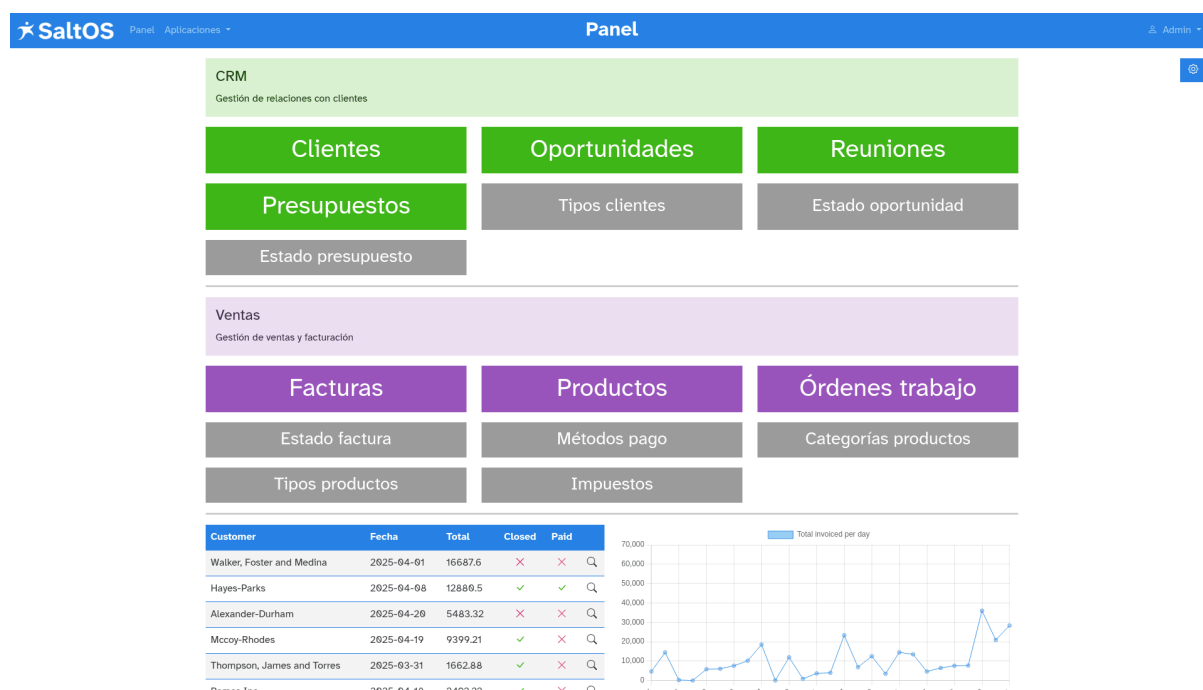 SaltOS Panel Aplicaciones Panel Admin
CRM
Gestión de relaciones con clientes
Clientes Oportunidades Reuniones
Presupuestos Tipos clientes Estado oportunidad
Estado presupuesto
Ventas
Gestión de ventas y facturación
Facturas Productos Órdenes trabajo
Estado factura Métodos pago Categorías productos
Tipos productos Impuestos
Customer Fecha Total Closed Paid
Walker, Foster and Medina 2025-04-01 16687.6
Hayes-Parks 2025-04-08 12880.5
Alexander-Durham 2025-04-20 5483.32
Mccoy-Rhodes 2025-04-19 9399.21
Thompson, James and Torres 2025-03-31 1662.88
Total invoiced per day
70,000
60,000
50,000
40,000
30,000
20,000
10,000
0